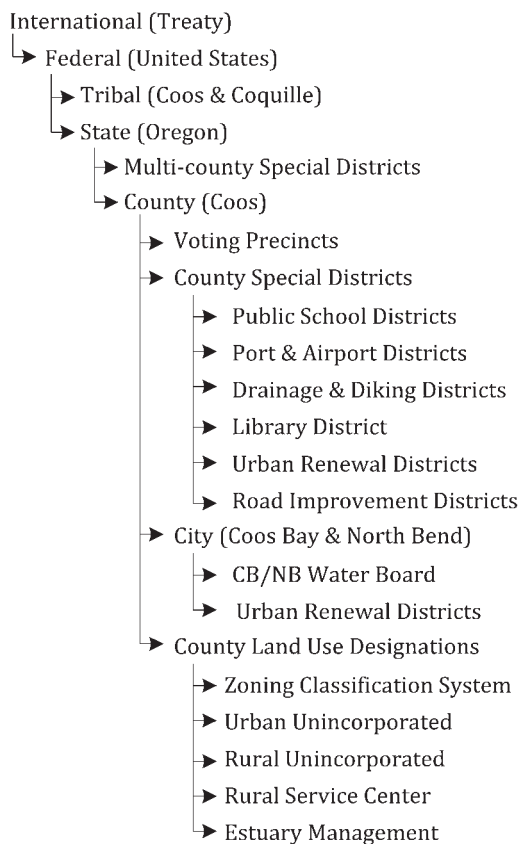 International (Treaty)
Federal (United States)
Tribal (Coos & Coquille)
State (Oregon)
Multi-county Special Districts
County (Coos)
Voting Precincts
County Special Districts
Public School Districts
Port & Airport Districts
Drainage & Diking Districts
Library District
Urban Renewal Districts
Road Improvement Districts
City (Coos Bay & North Bend)
CB/NB Water Board
Urban Renewal Districts
County Land Use Designations
Zoning Classification System
Urban Unincorporated
Rural Unincorporated
Rural Service Center
Estuary Management